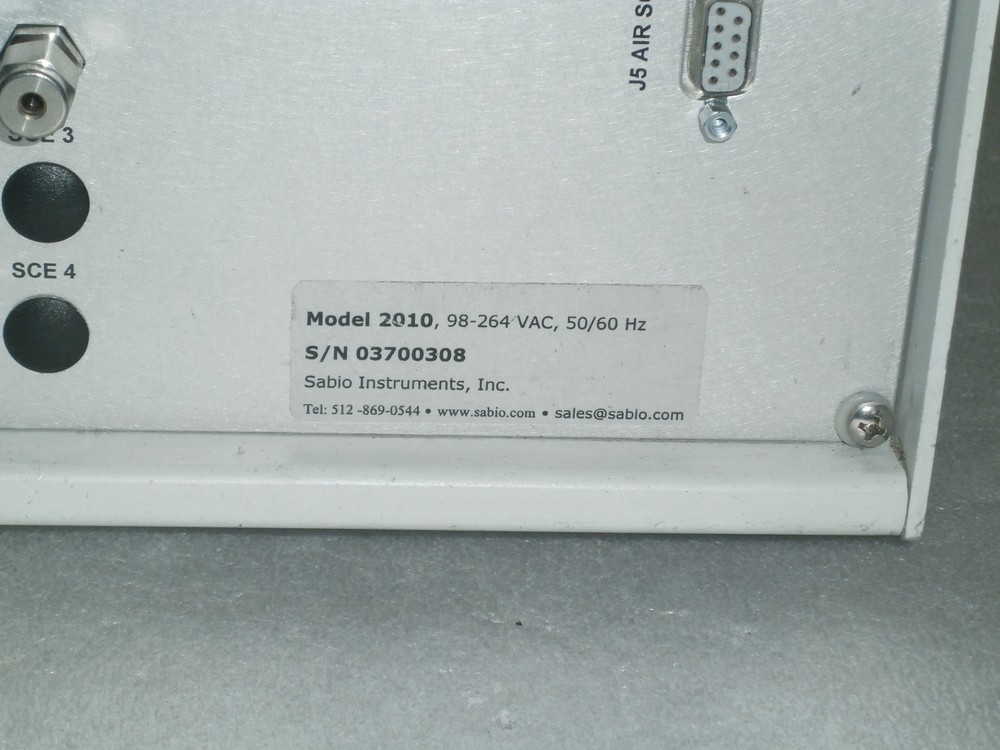 J5 AIR
SCE 3
SCE 4
Model 2010, 98-264 VAC, 50/60 Hz
S/N 03700308
Sabio Instruments, Inc.
Tel: 512 -869-0544 • www.sabio.com • sales@sabio.com